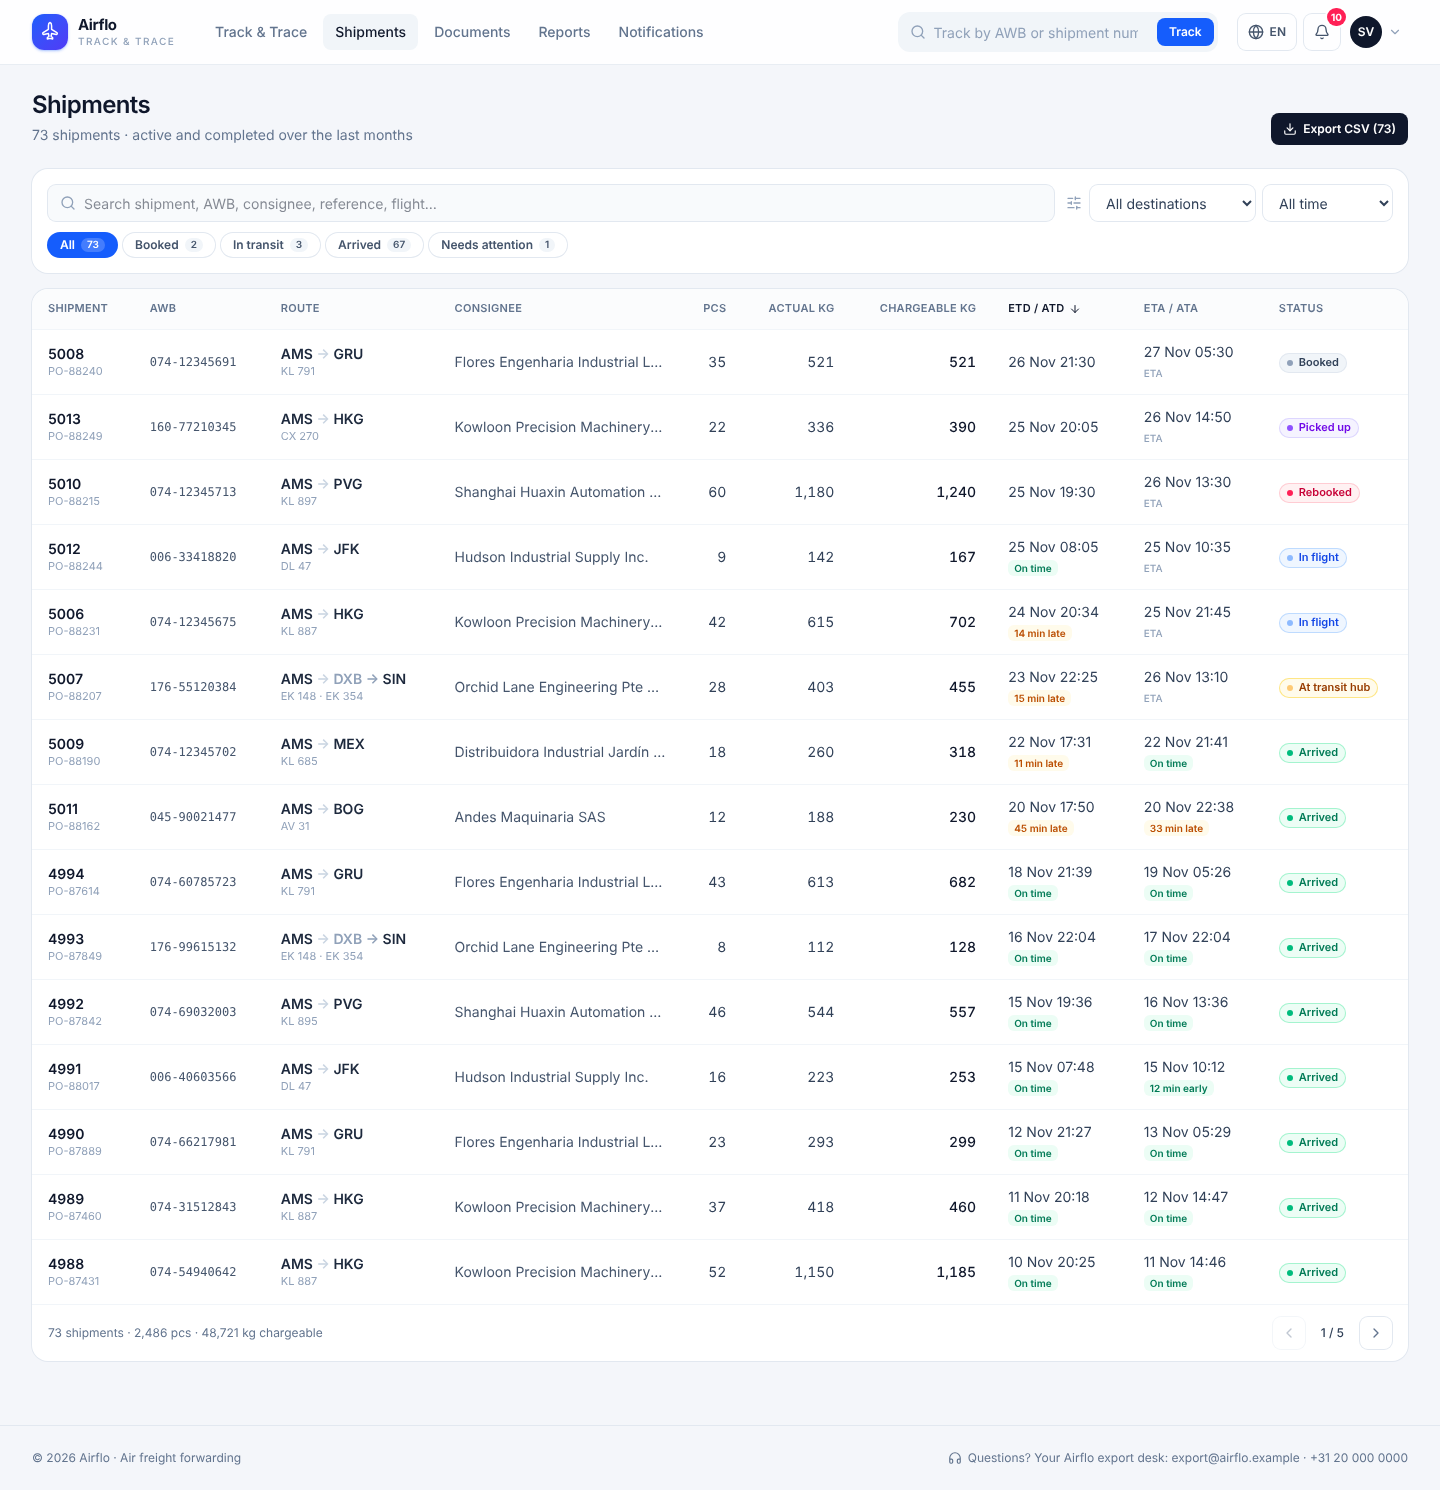 Airflo
TRACK & TRACE
Track & Trace
Shipments
Documents
Reports
Notifications
Track by AWB or shipment num
Track
EN
10
SV
Shipments
73 shipments · active and completed over the last months
Export CSV (73)
Search shipment, AWB, consignee, reference, flight...
All destinations
All time
All 73
Booked 2
In transit 3
Arrived 67
Needs attention 1
SHIPMENT AWB ROUTE CONSIGNEE PCS ACTUAL KG CHARGEABLE KG ETD / ATD ↓ ETA / ATA STATUS
5008 074-12345691 AMS → GRU Flores Engenharia Industrial L... 35 521 521 26 Nov 21:30 27 Nov 05:30 Booked
PO-88240 KL 791 ETA
5013 160-77210345 AMS → HKG Kowloon Precision Machinery... 22 336 390 25 Nov 20:05 26 Nov 14:50 Picked up
PO-88249 CX 270 ETA
5010 074-12345713 AMS → PVG Shanghai Huaxin Automation ... 60 1,180 1,240 25 Nov 19:30 26 Nov 13:30 Rebooked
PO-88215 KL 897 ETA
5012 006-33418820 AMS → JFK Hudson Industrial Supply Inc. 9 142 167 25 Nov 08:05 25 Nov 10:35 In flight
PO-88244 DL 47 On time ETA
5006 074-12345675 AMS → HKG Kowloon Precision Machinery... 42 615 702 24 Nov 20:34 25 Nov 21:45 In flight
PO-88231 KL 887 14 min late ETA
5007 176-55120384 AMS → DXB → SIN Orchid Lane Engineering Pte ... 28 403 455 23 Nov 22:25 26 Nov 13:10 At transit hub
PO-88207 EK 148 · EK 354 15 min late ETA
5009 074-12345702 AMS → MEX Distribuidora Industrial Jardín ... 18 260 318 22 Nov 17:31 22 Nov 21:41 Arrived
PO-88190 KL 685 11 min late On time
5011 045-90021477 AMS → BOG Andes Maquinaria SAS 12 188 230 20 Nov 17:50 20 Nov 22:38 Arrived
PO-88162 AV 31 45 min late 33 min late
4994 074-60785723 AMS → GRU Flores Engenharia Industrial L... 43 613 682 18 Nov 21:39 19 Nov 05:26 Arrived
PO-87614 KL 791 On time On time
4993 176-99615132 AMS → DXB → SIN Orchid Lane Engineering Pte ... 8 112 128 16 Nov 22:04 17 Nov 22:04 Arrived
PO-87849 EK 148 · EK 354 On time On time
4992 074-69032003 AMS → PVG Shanghai Huaxin Automation ... 46 544 557 15 Nov 19:36 16 Nov 13:36 Arrived
PO-87842 KL 895 On time On time
4991 006-40603566 AMS → JFK Hudson Industrial Supply Inc. 16 223 253 15 Nov 07:48 15 Nov 10:12 Arrived
PO-88017 DL 47 On time 12 min early
4990 074-66217981 AMS → GRU Flores Engenharia Industrial L... 23 293 299 12 Nov 21:27 13 Nov 05:29 Arrived
PO-87889 KL 791 On time On time
4989 074-31512843 AMS → HKG Kowloon Precision Machinery... 37 418 460 11 Nov 20:18 12 Nov 14:47 Arrived
PO-87460 KL 887 On time On time
4988 074-54940642 AMS → HKG Kowloon Precision Machinery... 52 1,150 1,185 10 Nov 20:25 11 Nov 14:46 Arrived
PO-87431 KL 887 On time On time
73 shipments · 2,486 pcs · 48,721 kg chargeable
1 / 5
© 2026 Airflo · Air freight forwarding
Questions? Your Airflo export desk: export@airflo.example · +31 20 000 0000